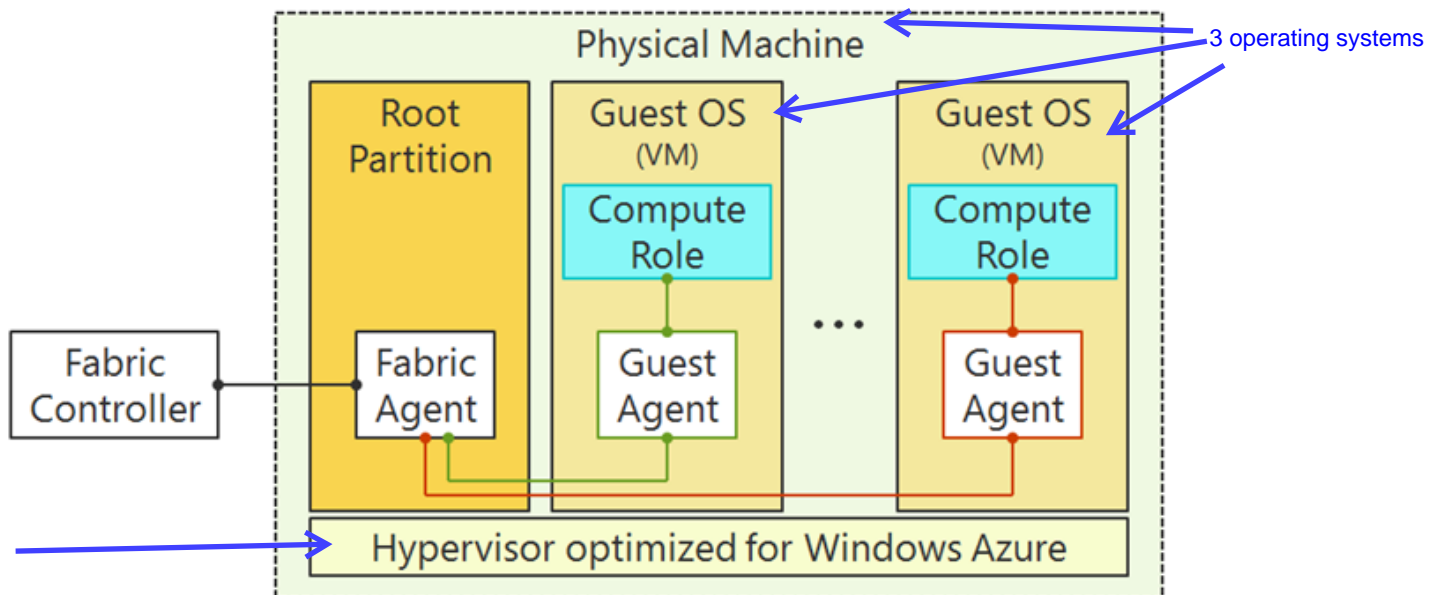 Physical Machine
3 operating systems
Root
Partition
Guest OS
(VM)
Compute
Role
Guest OS
(VM)
Compute
Role
...
Fabric
Controller
Fabric
Agent
Guest
Agent
Guest
Agent
Hypervisor optimized for Windows Azure